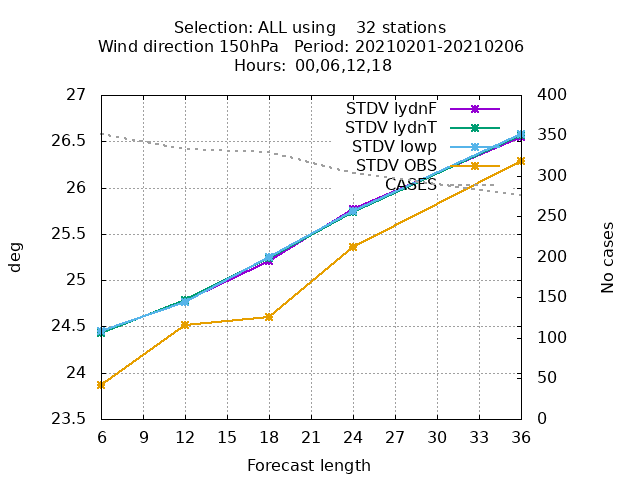 Selection: ALL using    32 stations
Wind direction 150hPa   Period: 20210201-20210206
Hours:  00,06,12,18
27
26.5
26
25.5
25
24.5
24
23.5
400
350
300
250
200
150
100
50
0
STDV IydnF
STDV IydnT
STDV Iowp
STDV OBS
CASES
deg
No cases
6 9 12 15 18 21 24 27 30 33 36
Forecast length